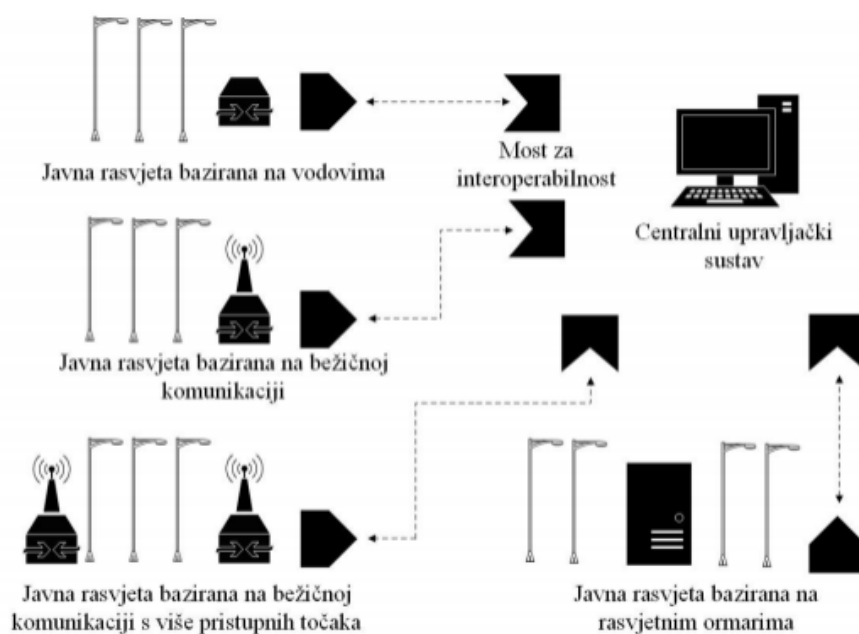 Javna rasvjeta bazirana na vodovima
Most za
interoperabilnost
Centralni upravljački
sustav
Javna rasvjeta bazirana na bežičnoj
komunikaciji
Javna rasvjeta bazirana na bežičnoj
komunikaciji s više pristupnih točaka
Javna rasvjeta bazirana na
rasvjetnim ormarima